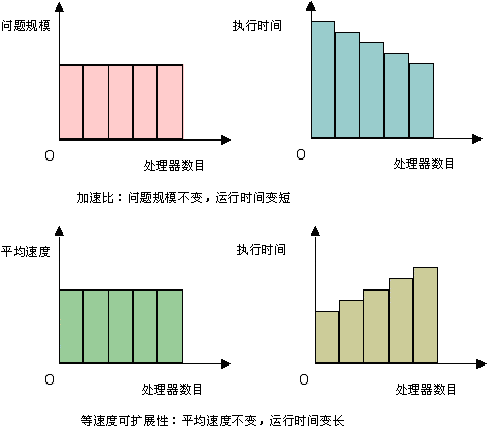 问题规模
执行时间
O
处理器数目
O
处理器数目
加速比：问题规模不变，运行时间变短
平均速度
执行时间
O
处理器数目
O
处理器数目
等速度可扩展性：平均速度不变，运行时间变长